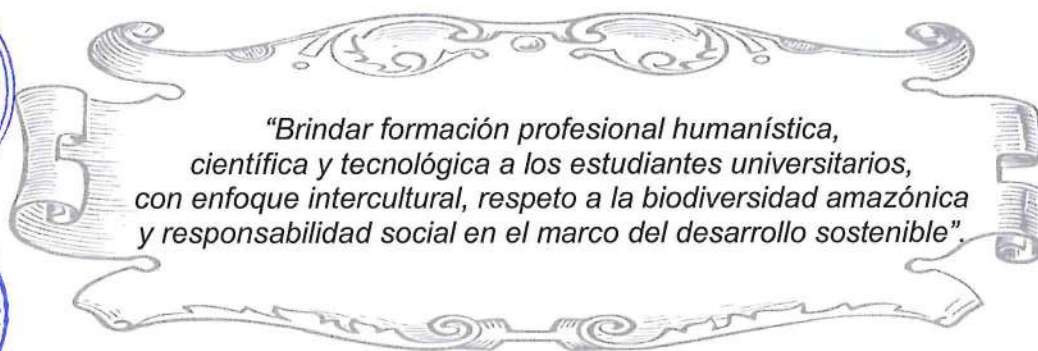 “Brindar formación profesional humanística,
científica y tecnológica a los estudiantes universitarios,
con enfoque intercultural, respeto a la biodiversidad amazónica
y responsabilidad social en el marco del desarrollo sostenible”.